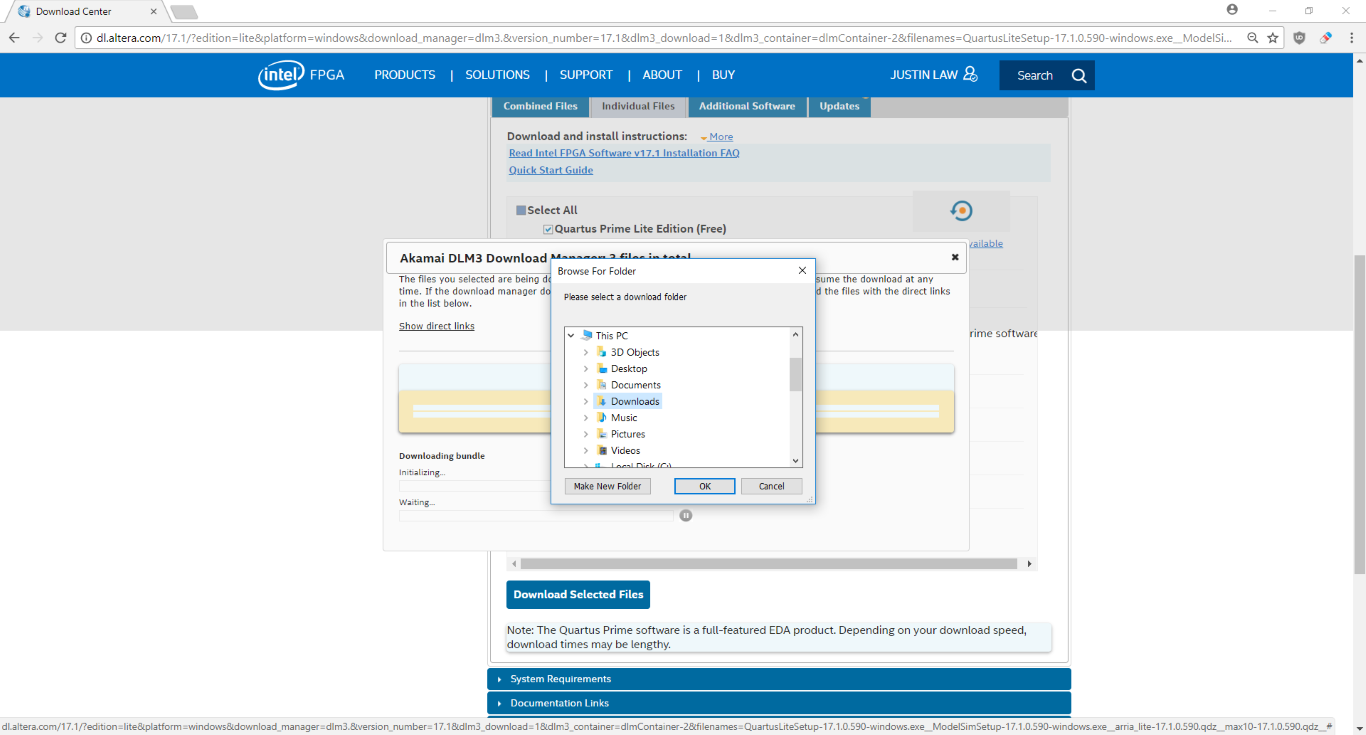 Download Center
dl.altera.com/17.1/?edition=lite&platform=windows&download_manager=dlm3.&version_number=17.1&dlm3_download=1&dlm3_container=dlmContainer-2&filenames=QuartusLiteSetup-17.1.0.590-windows.exe__ModelSi...
intel FPGA
PRODUCTS | SOLUTIONS | SUPPORT | ABOUT | BUY
JUSTIN LAW
Search
Combined Files
Individual Files
Additional Software
Updates
Download and install instructions: More
Read Intel FPGA Software v17.1 Installation FAQ
Quick Start Guide
Select All
Quartus Prime Lite Edition (Free)
vailable
Akamai DLM3 Download Manager: 3 files in total
The files you selected are being do
sume the download at any
time. If the download manager do
d the files with the direct links
in the list below.
Show direct links
rime software
Browse For Folder
Please select a download folder
This PC
3D Objects
Desktop
Documents
Downloads
Music
Pictures
Videos
Local Disk (C:)
Make New Folder
OK
Cancel
Downloading bundle
Initializing...
Waiting...
Download Selected Files
Note: The Quartus Prime software is a full-featured EDA product. Depending on your download speed,
download times may be lengthy.
System Requirements
Documentation Links
dl.altera.com/17.1/?edition=lite&platform=windows&download_manager=dlm3.&version_number=17.1&dlm3_download=1&dlm3_container=dlmContainer-2&filenames=QuartusLiteSetup-17.1.0.590-windows.exe__ModelSimSetup-17.1.0.590-windows.exe__arria_lite-17.1.0.590.qdz__max10-17.1.0.590.qdz__#